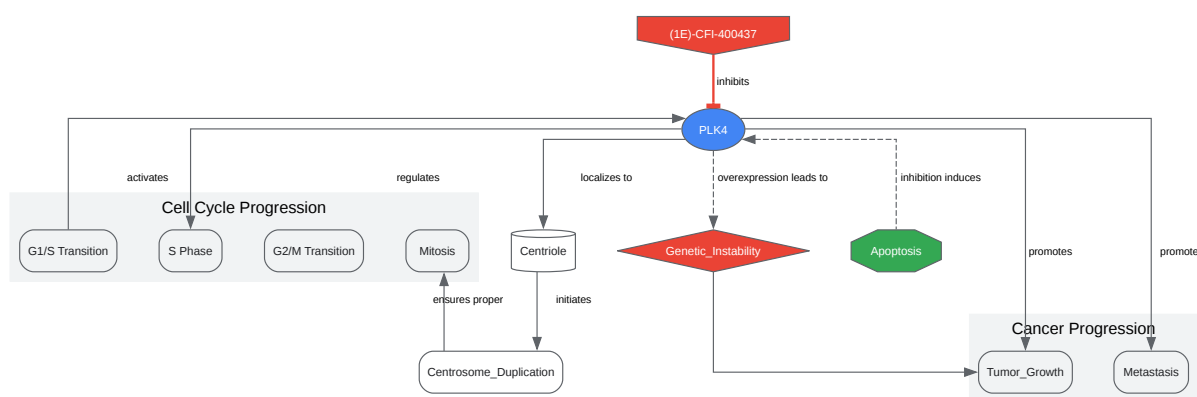 (1E)-CFI-400437
inhibits
PLK4
activates
regulates
localizes to
overexpression leads to
inhibition induces
Cell Cycle Progression
G1/S Transition
S Phase
G2/M Transition
Mitosis
Centriole
Genetic_Instability
Apoptosis
promotes
promote
ensures proper
initiates
Cancer Progression
Centrosome_Duplication
Tumor_Growth
Metastasis